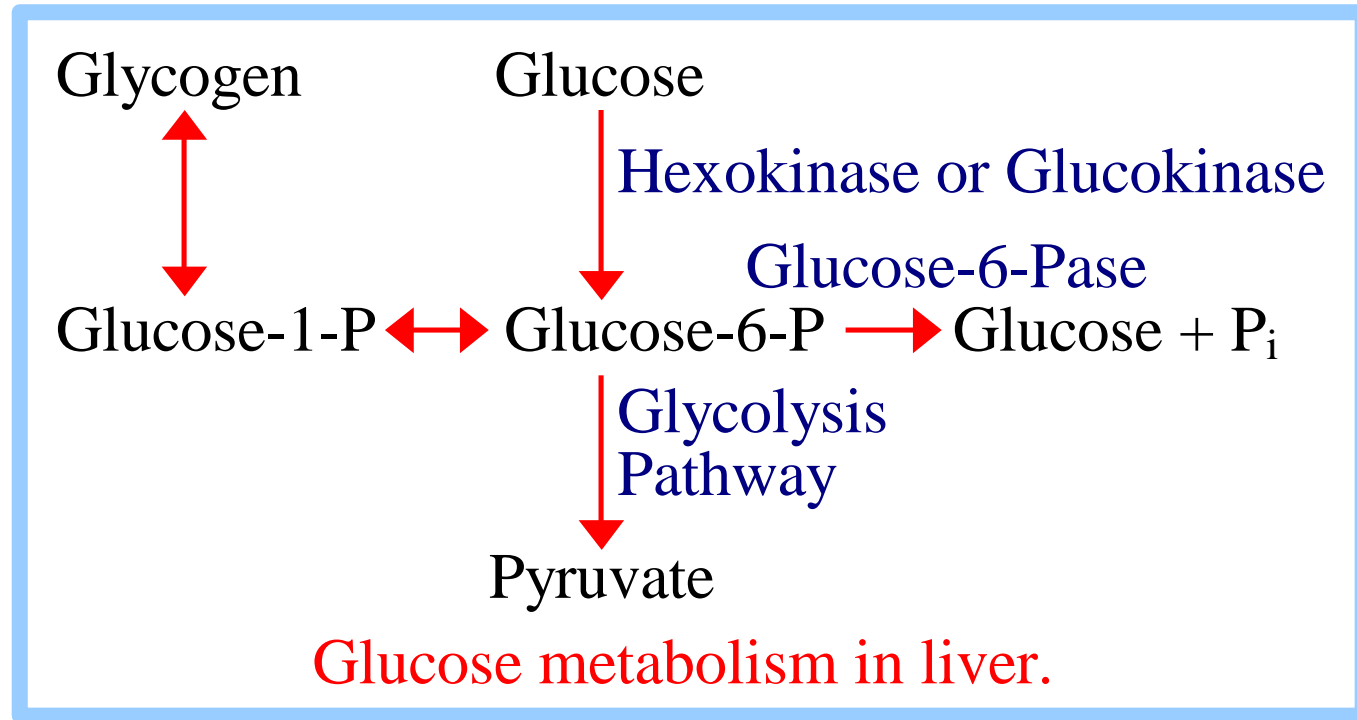 Glycogen Glucose
Hexokinase or Glucokinase
Glucose-6-Pase
Glucose-1-P Glucose-6-P Glucose + Pi
Glycolysis
Pathway
Pyruvate
Glucose metabolism in liver.